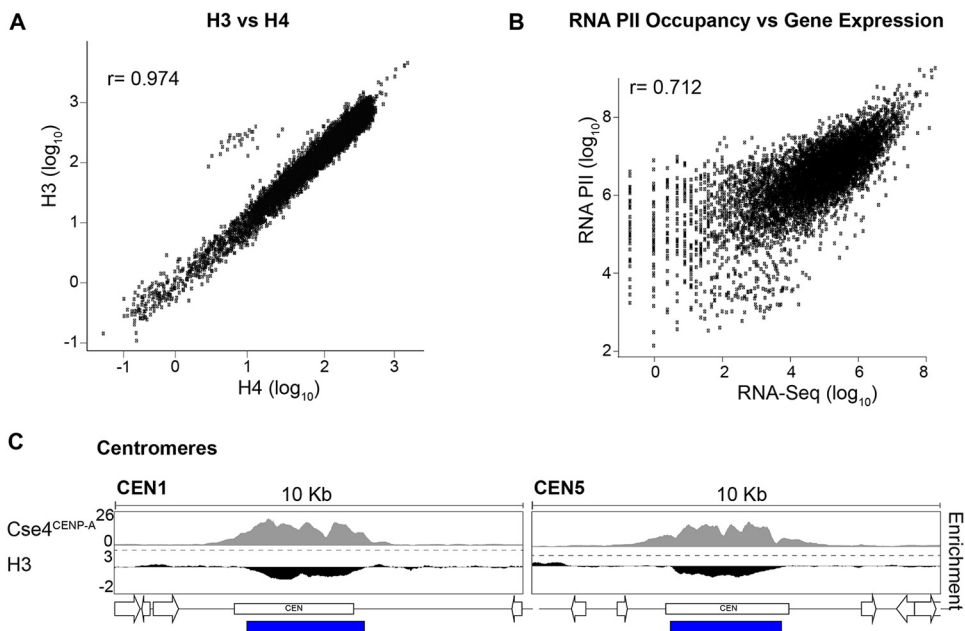 A
H3 vs H4
r= 0.974
H3 (log10)
3
2
1
0
-1
-1
0
1
2
3
H4 (log10)
B
RNA PII Occupancy vs Gene Expression
r= 0.712
RNA PII (log10)
8
6
4
2
0
2
4
6
8
RNA-Seq (log10)
C
Centromeres
CEN1
10 Kb
CEN5
10 Kb
Cse4CENP-A
26
0
H3
3
-2
Enrichment
CEN
CEN